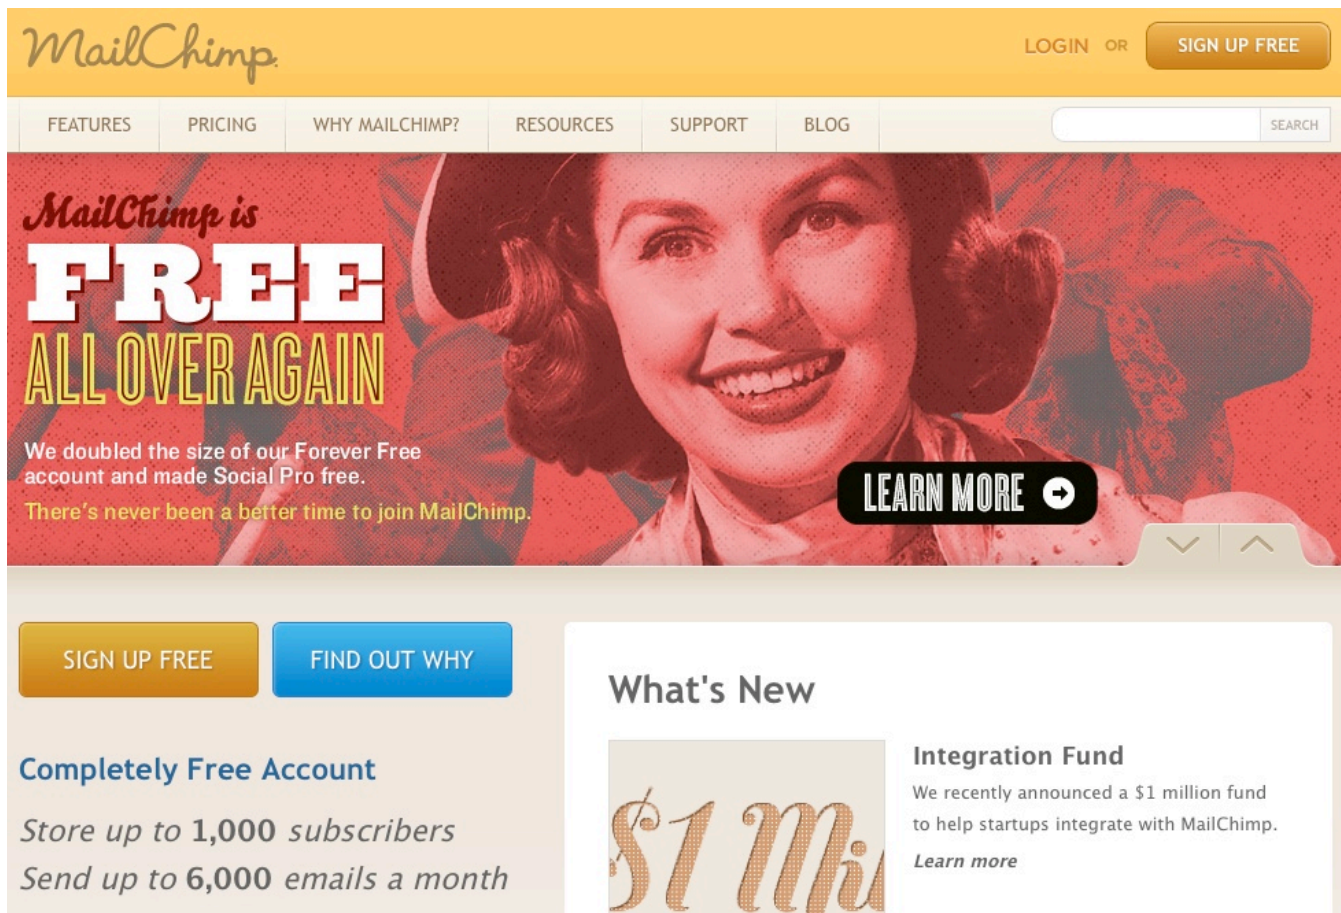 MailChimp.
LOGIN OR SIGN UP FREE
FEATURES PRICING WHY MAILCHIMP? RESOURCES SUPPORT BLOG SEARCH
MailChimp is
FREE
ALL OVER AGAIN
We doubled the size of our Forever Free
account and made Social Pro free.
There's never been a better time to join MailChimp.
LEARN MORE
SIGN UP FREE FIND OUT WHY
Completely Free Account
Store up to 1,000 subscribers
Send up to 6,000 emails a month
What's New
$1 Mil
Integration Fund
We recently announced a $1 million fund
to help startups integrate with MailChimp.
Learn more